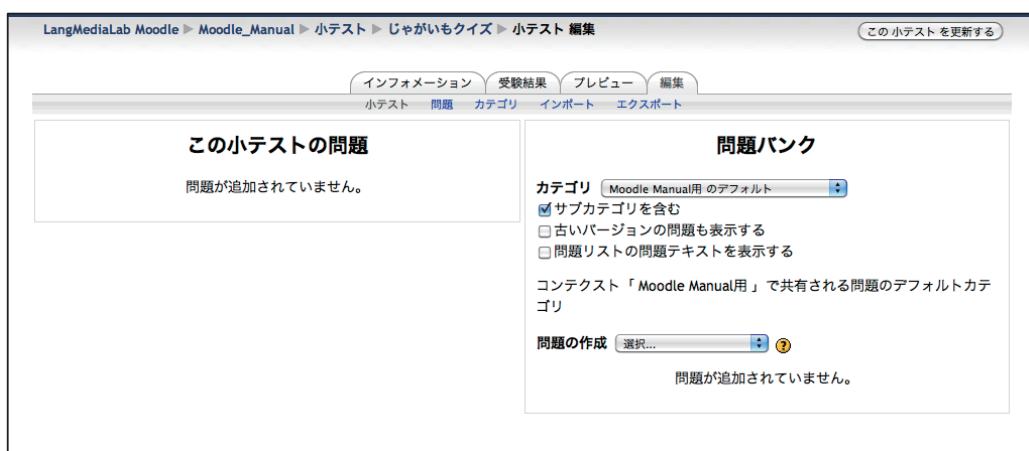 LangMediaLab Moodle ▶ Moodle_Manual ▶ 小テスト ▶ じゃがいもクイズ ▶ 小テスト 編集
この 小テスト を更新する
インフォメーション 受験結果 プレビュー 編集
小テスト 問題 カテゴリ インポート エクスポート
この小テストの問題
問題が追加されていません。
問題バンク
カテゴリ Moodle Manual用 のデフォルト
サブカテゴリを含む
古いバージョンの問題も表示する
問題リストの問題テキストを表示する
コンテクスト「 Moodle Manual用 」で共有される問題のデフォルトカテ
ゴリ
問題の作成 選択... ?
問題が追加されていません。